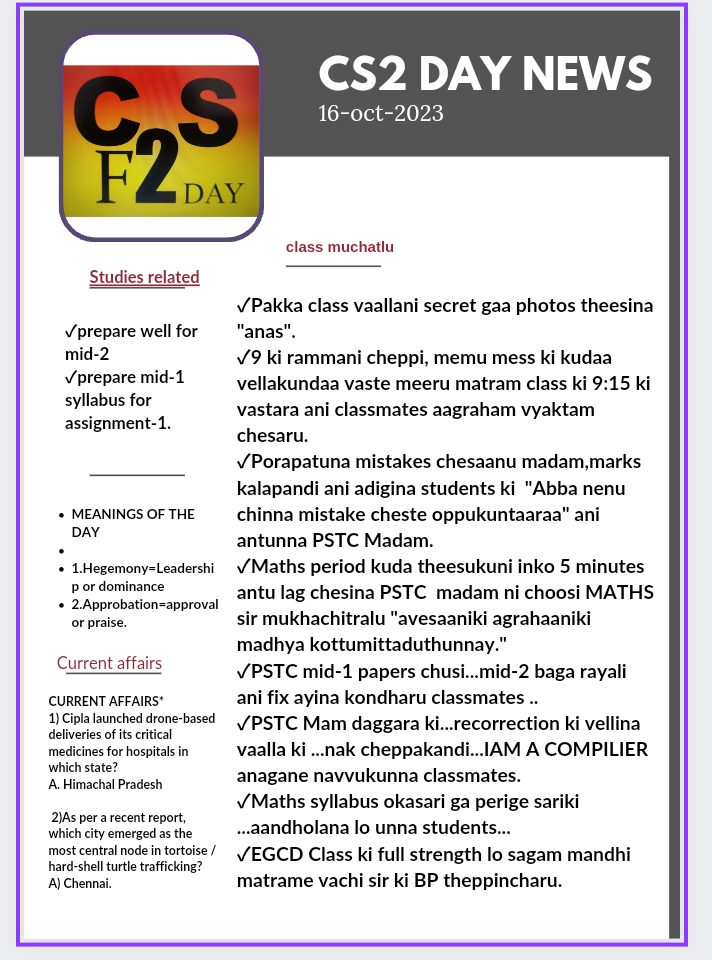 CS
F2 DAY
CS2 DAY NEWS
16-oct-2023
class muchatlu
Studies related
✓prepare well for
mid-2
✓prepare mid-1
syllabus for
assignment-1.
• MEANINGS OF THE
DAY
•
• 1.Hegemony=Leadershi
p or dominance
• 2.Approbation=approval
or praise.
Current affairs
CURRENT AFFAIRS*
1) Cipla launched drone-based
deliveries of its critical
medicines for hospitals in
which state?
A. Himachal Pradesh
2)As per a recent report,
which city emerged as the
most central node in tortoise /
hard-shell turtle trafficking?
A) Chennai.
✓Pakka class vaallani secret gaa photos theesina
"anas".
✓9 ki rammani cheppi, memu mess ki kudaa
vellakundaa vaste meeru matram class ki 9:15 ki
vastara ani classmates aagraham vyaktam
chesaru.
✓Porapatuna mistakes chesaanu madam,marks
kalapandi ani adigina students ki "Abba nenu
chinna mistake cheste oppukuntaaraa" ani
antunna PSTC Madam.
✓Maths period kuda theesukuni inko 5 minutes
antu lag chesina PSTC madam ni choosi MATHS
sir mukhachitralu "avesaaniki agrahaaniki
madhya kottumittaduthunnay."
✓PSTC mid-1 papers chusi...mid-2 baga rayali
ani fix ayina kondharu classmates ..
✓PSTC Mam daggara ki...recorrection ki vellina
vaalla ki ...nak cheppakandi...IAM A COMPILIER
anagane navvukunna classmates.
✓Maths syllabus okasari ga perige sariki
...aandholana lo unna students...
✓EGCD Class ki full strength lo sagam mandhi
matrame vachi sir ki BP theppincharu.